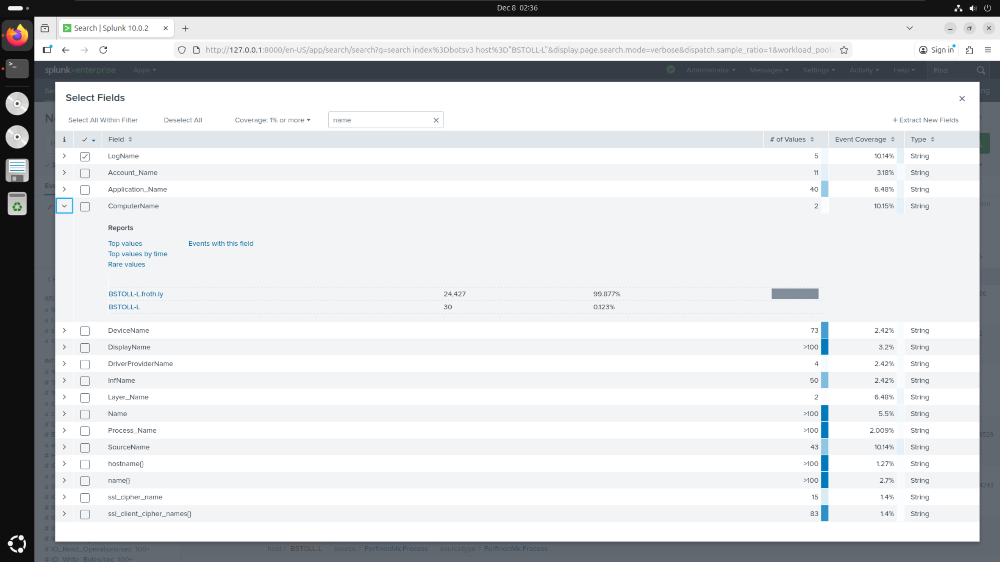 Dec 8 02:36
Search | Splunk 10.0.2
http://127.0.0.1:8000/en-US/app/search/search?q=search index%3Dbotsv3 host%3D"BSTOLL-L"&display.page.search.mode=verbose&dispatch.sample_ratio=1&workload_pool=
Sign in
splunk>enterprise Apps Administrator Messages Settings Activity Help Find
Select Fields
Select All Within Filter Deselect All Coverage: 1% or more name + Extract New Fields
i Field # of Values Event Coverage Type
LogName 5 10.14% String
Account_Name 11 3.18% String
Application_Name 40 6.48% String
ComputerName 2 10.15% String
Reports
Top values Events with this field
Top values by time
Rare values
BSTOLL-L.froth.ly 24,427 99.877%
BSTOLL-L 30 0.123%
DeviceName 73 2.42% String
DisplayName >100 3.2% String
DriverProviderName 4 2.42% String
InfName 50 2.42% String
Layer_Name 2 6.48% String
Name >100 5.5% String
Process_Name >100 2.009% String
SourceName 43 10.14% String
hostname{} >100 1.27% String
name{} >100 2.7% String
ssl_cipher_name 15 1.4% String
ssl_client_cipher_names{} 83 1.4% String
# IO_Read_Operations/sec 100+ host = BSTOLL-L source = PerfmonMk:Process sourcetype = PerfmonMk:Process
# IO_Write_Bytes/sec 100+